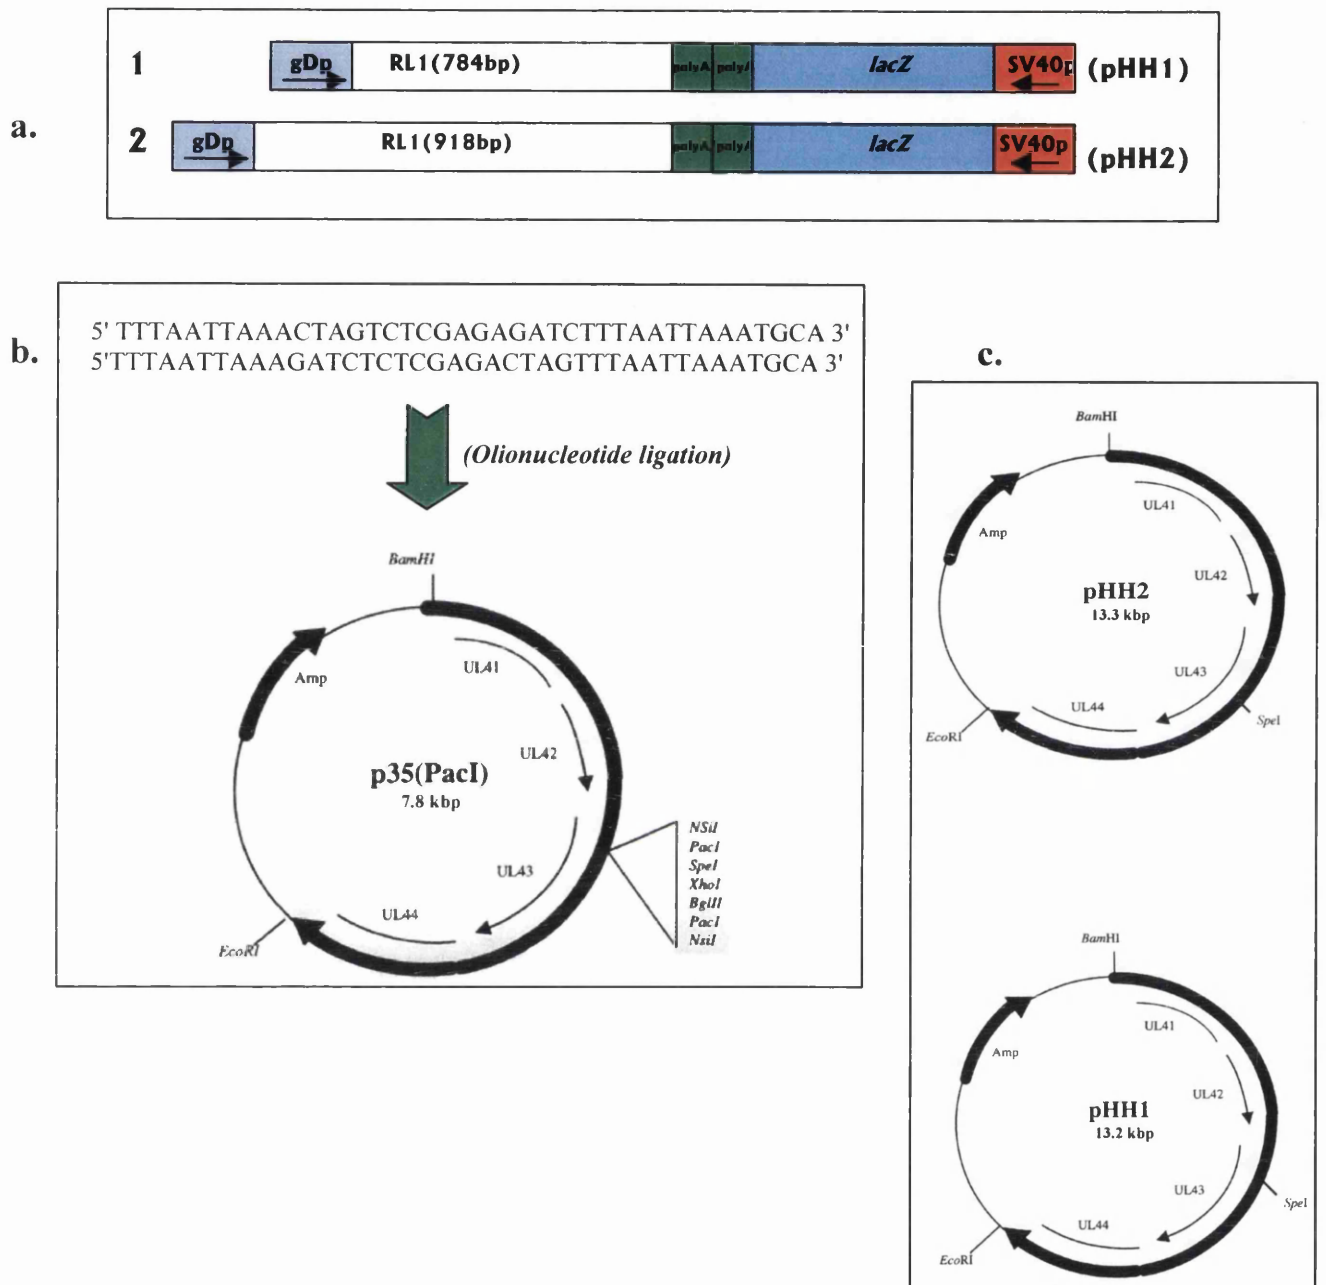 a.
1
gDp
RL1(784bp)
polyA
poly
lacZ
SV40p
(pHH1)
2
gDp
RL1(918bp)
polyA
poly
lacZ
SV40p
(pHH2)
b.
5' TTTAATTAAACTAGTCTCGAGAGATCTTTAATTAAATGCA 3'
5'TTTAATTAAAGATCTCTCGAGACTAGTTTAATTAAATGCA 3'
(Olionucleotide ligation)
BamHI
Amp
UL41
UL42
p35(PacI)
7.8 kbp
UL43
UL44
EcoRI
NSiI
PacI
SpeI
XhoI
BglII
PacI
NsiI
c.
BamHI
Amp
UL41
UL42
pHH2
13.3 kbp
UL43
UL44
SpeI
EcoRI
BamHI
Amp
UL41
UL42
pHH1
13.2 kbp
UL43
UL44
SpeI
EcoRI